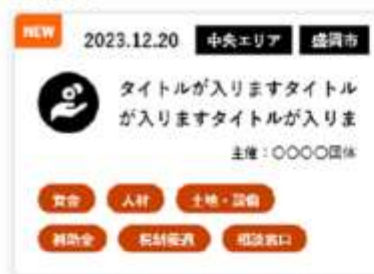 NEW
2023.12.20 中央エリア 盛岡市
タイトルが入りますタイトル
が入りますタイトルが入りま
主催：〇〇〇〇団体
資金 人材 土地・設備
補助金 税制優遇 相談窓口